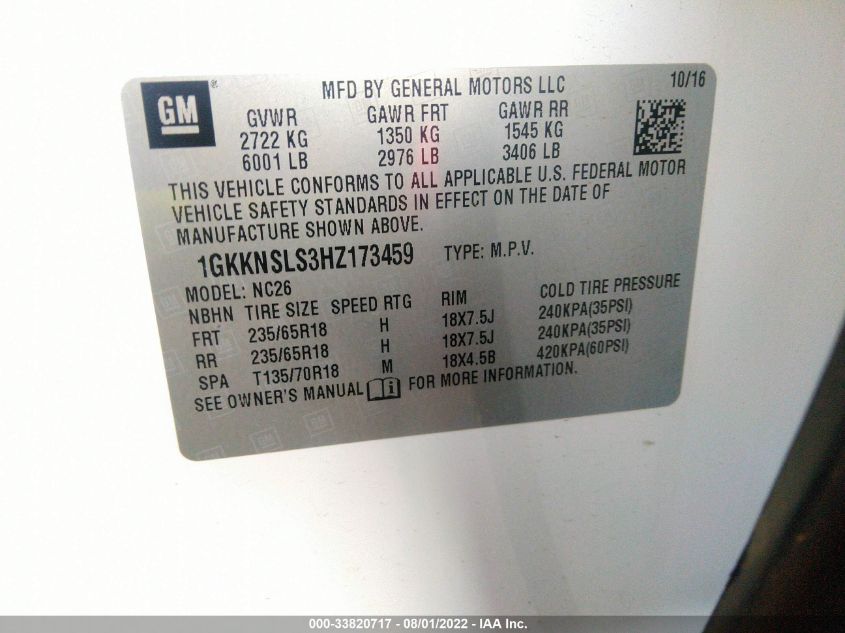 GM ® MFD BY GENERAL MOTORS LLC 10/16
GVWR GAWR FRT GAWR RR
2722 KG 1350 KG 1545 KG
6001 LB 2976 LB 3406 LB
THIS VEHICLE CONFORMS TO ALL APPLICABLE U.S. FEDERAL MOTOR
VEHICLE SAFETY STANDARDS IN EFFECT ON THE DATE OF
MANUFACTURE SHOWN ABOVE.
1GKKNSLS3HZ173459 TYPE: M.P.V.
MODEL: NC26
NBHN TIRE SIZE SPEED RTG RIM COLD TIRE PRESSURE
FRT 235/65R18 H 18X7.5J 240KPA(35PSI)
RR 235/65R18 H 18X7.5J 240KPA(35PSI)
SPA T135/70R18 M 18X4.5B 420KPA(60PSI)
SEE OWNER'S MANUAL FOR MORE INFORMATION.
000-33820717 - 08/01/2022 - IAA Inc.